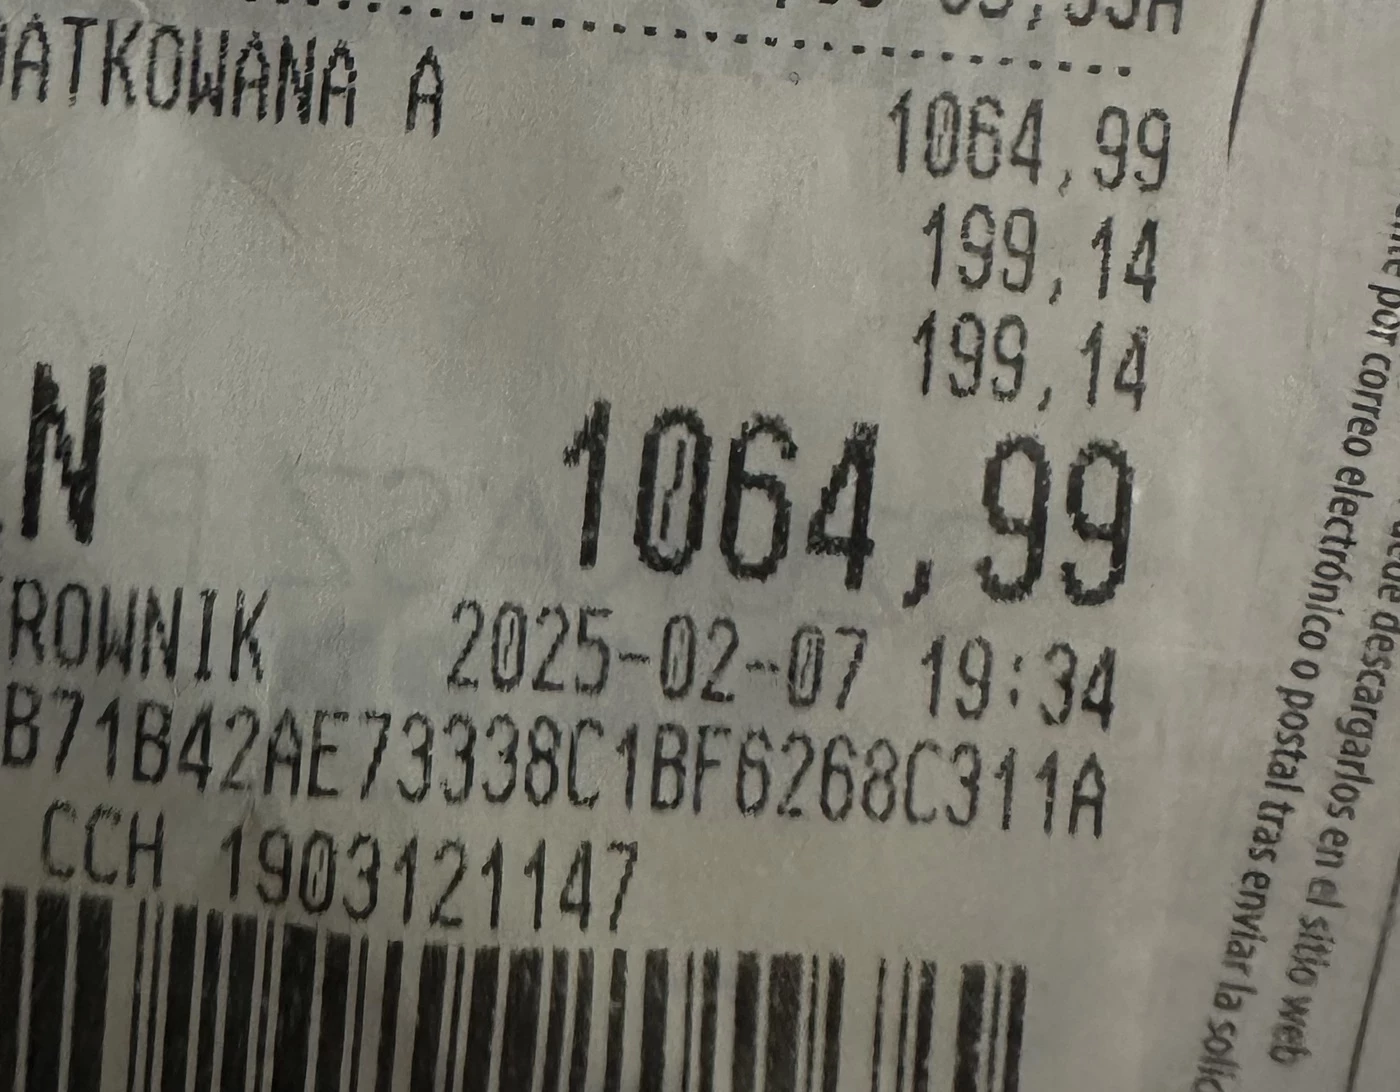 ATKOWANA A
1064,99
199,14
199,14
N 1064,99
ROWNIK 2025-02-07 19:34
B71B42AE73338C1BF6268C311A
CCH 1903121147
por correo electrónico o postal tras enviar la
descargarlos en el sitio web